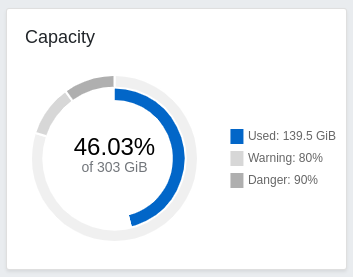 Capacity
46.03%
of 303 GiB
Used: 139.5 GiB
Warning: 80%
Danger: 90%